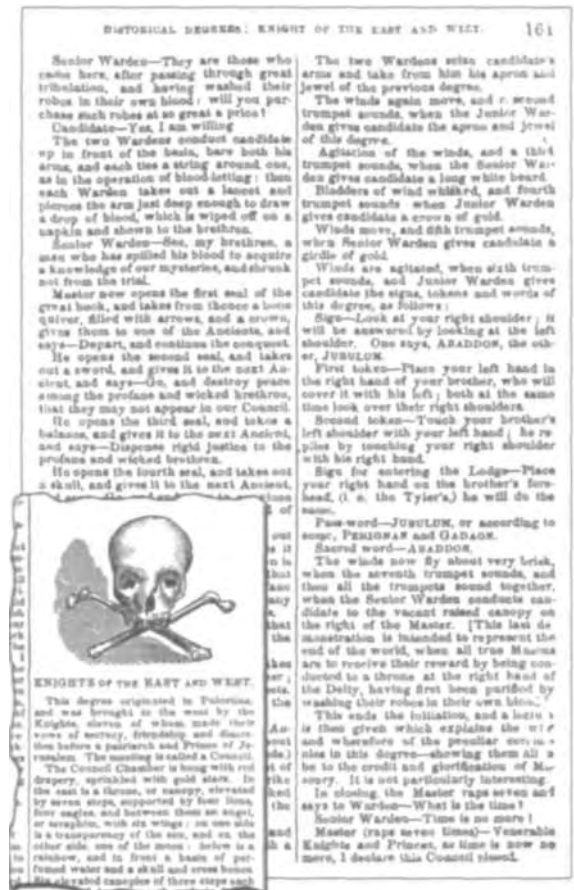 HISTORICAL DEGREES: KNIGHT OF THE EAST AND WEST. 161
Senior Warden—They are those who
came here, after passing through great
tribulation, and having washed their
robes in their own blood: will you pur-
chase such robes at so great a price?
Candidate—Yes, I am willing
The two Wardens conduct candidate
up in front of the basin, bare both his
arms, and each ties a string around one,
as in the operation of blood-letting: then
each Warden takes out a lancet and
pierces the arm just deep enough to draw
a drop of blood, which is wiped off on a
napkin and shown to the brethren.
Senior Warden—See, my brethren, a
man who has spilled his blood to acquire
a knowledge of our mysteries, and shrunk
not from the trial.
Master now opens the first seal of the
great book, and takes from thence a bone
quiver, filled with arrows, and a crown,
gives them to one of the Ancients, and
says—Depart, and continue the conquest.
He opens the second seal, and takes
out a sword, and gives it to the next An-
cient, and says—Go, and destroy peace
among the profane and wicked brethren,
that they may not appear in our Council.
He opens the third seal, and takes a
balance, and gives it to the next Ancient,
and says—Dispense rigid justice to the
profane and wicked brethren.
He opens the fourth seal, and takes out
a skull, and gives it to the next Ancient,
KNIGHTS OF THE EAST AND WEST.
This degree originated in Palestine,
and was brought to the west by the
Knights, eleven of whom made their
vows of secrecy, friendship and discre-
tion before a patriarch and Prince of Je-
rusalem. The meeting is called a Council.
The Council Chamber is hung with red
drapery, sprinkled with gold stars. In
the east is a throne, or canopy, elevated
by seven steps, supported by four lions,
four eagles, and between them an angel,
or seraphim, with six wings: on one side
is a transparency of the sun, and on the
other side, one of the moon: below is a
rainbow, and in front a basin of per-
fumed water and a skull and cross bones.
Six elevated canopies of three steps each
The two Wardens seize candidate's
arms and take from him his apron and
jewel of the previous degree.
The winds again move, and a second
trumpet sounds, when the Junior War-
den gives candidate the apron and jewel
of this degree.
Agitation of the winds, and a third
trumpet sounds, when the Senior War-
den gives candidate a long white beard.
Bladders of wind whisked, and fourth
trumpet sounds when Junior Warden
gives candidate a crown of gold.
Winds move, and fifth trumpet sounds,
when Senior Warden gives candidate a
girdle of gold.
Winds are agitated, when sixth trum-
pet sounds, and Junior Warden gives
candidate the signs, tokens and words of
this degree, as follows:
Sign—Look at your right shoulder; it
will be answered by looking at the left
shoulder. One says, ABADDON, the oth-
er, JUBULUM.
First token—Place your left hand in
the right hand of your brother, who will
cover it with his left; both at the same
time look over their right shoulders.
Second token—Touch your brother's
left shoulder with your left hand; he re-
plies by touching your right shoulder
with his right hand.
Sign for entering the Lodge—Place
your right hand on the brother's fore-
head, (i. e. the Tyler's,) he will do the
same.
Pass-word—JUBULUM, or according to
some, PERIGNAN and GADAON.
Sacred word—ABADDON.
The winds now fly about very brisk,
when the seventh trumpet sounds, and
then all the trumpets sound together,
when the Senior Warden conducts can-
didate to the vacant raised canopy on
the right of the Master. [This last de-
monstration is intended to represent the
end of the world, when all true Masons
are to receive their reward by being con-
ducted to a throne at the right hand of
the Deity, having first been purified by
washing their robes in their own blood.]
This ends the initiation, and a lecture
is then given which explains the why
and wherefore of the peculiar ceremo-
nies in this degree—showing them all to
be to the credit and glorification of Ma-
sonry. It is not particularly interesting.
In closing, the Master raps seven and
says to Warden—What is the time?
Senior Warden—Time is no more!
Master (raps seven times)—Venerable
Knights and Princes, as time is now no
more, I declare this Council closed.